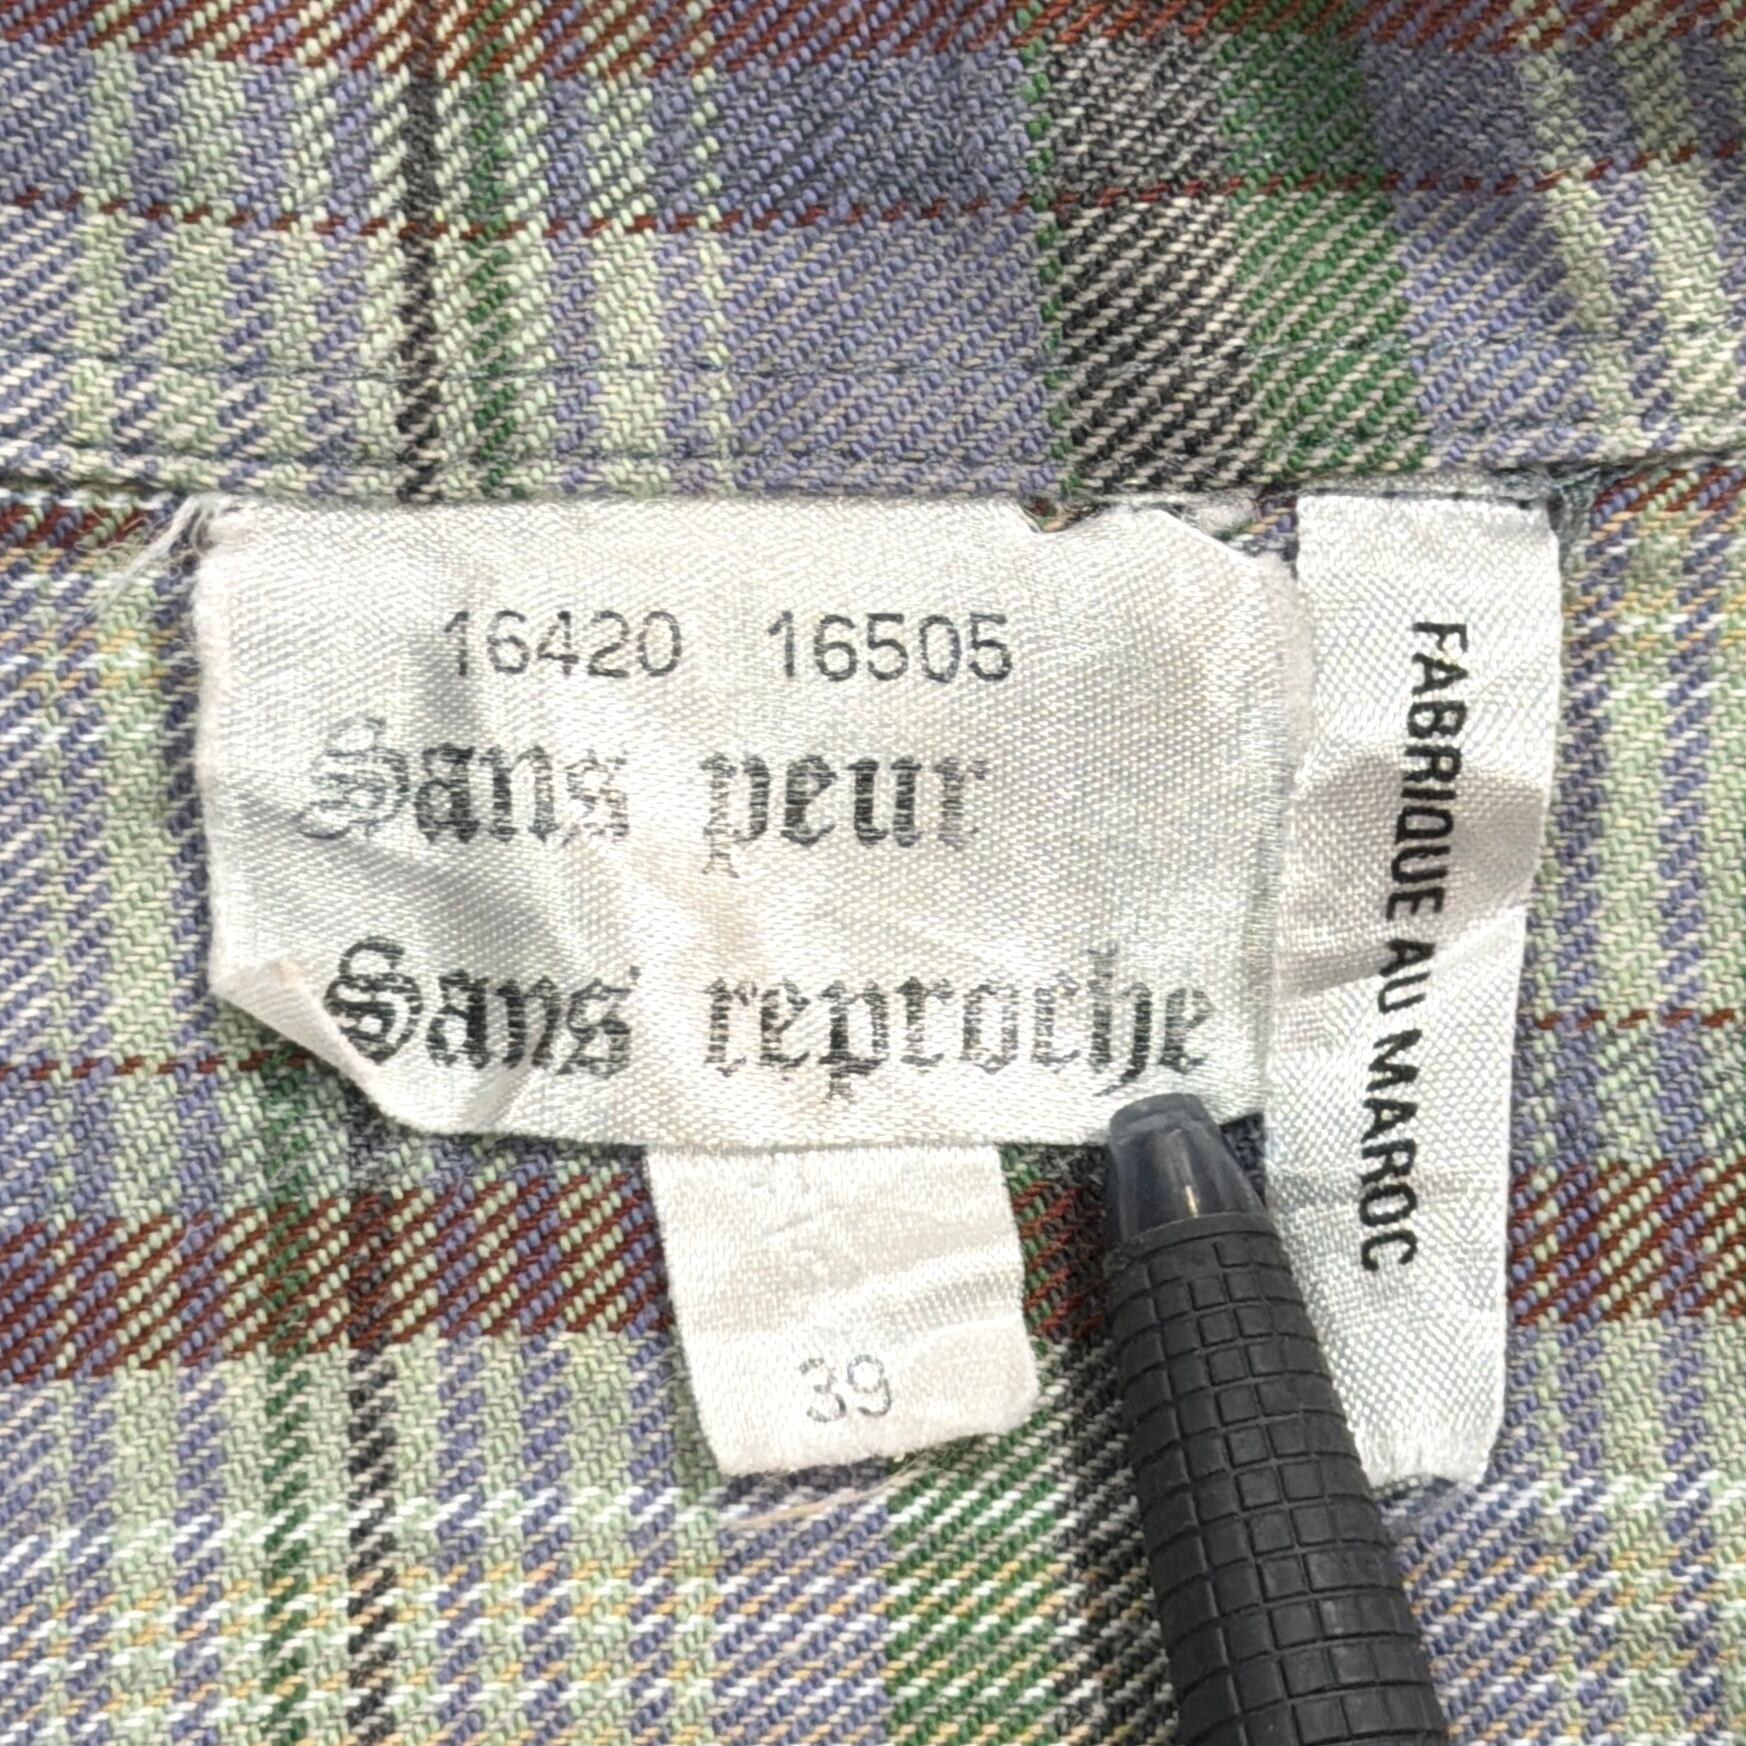 16420 16505
Sans peur
Sans reproche
39
FABRIQUE AU MAROC